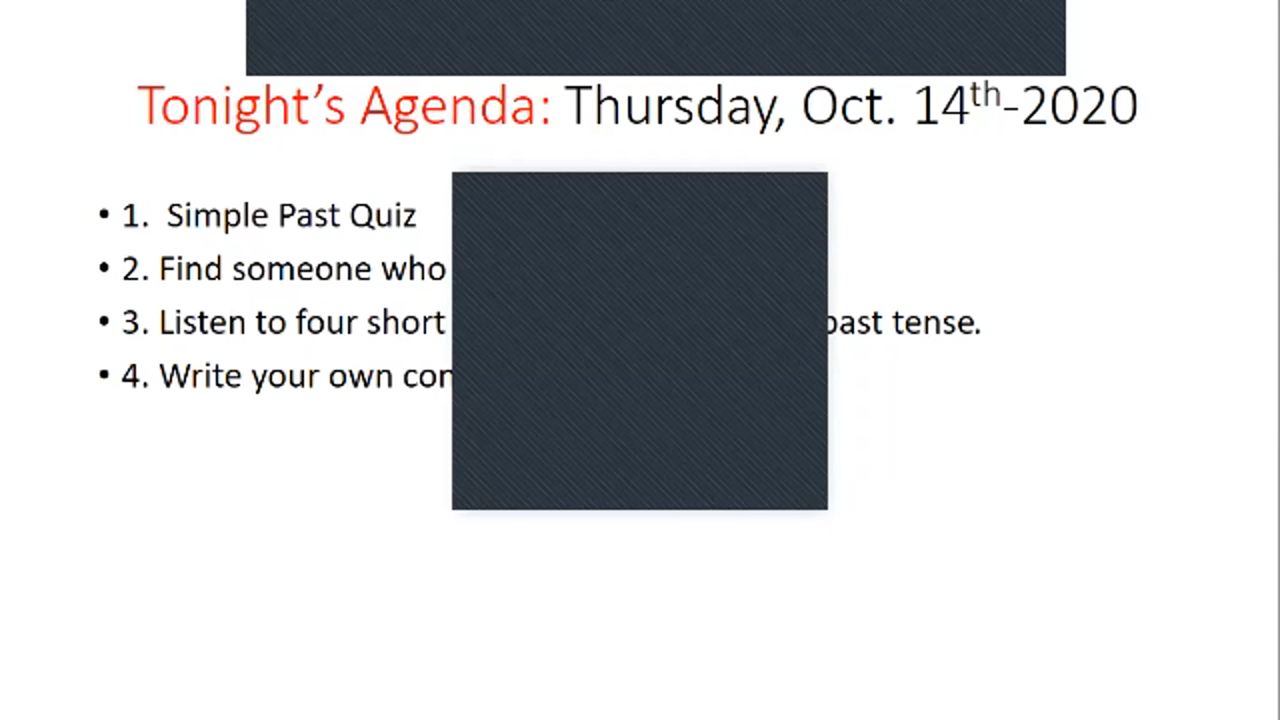 Tonight’s Agenda: Thursday, Oct. 14th-2020
• 1. Simple Past Quiz
• 2. Find someone who
• 3. Listen to four short past tense.
• 4. Write your own